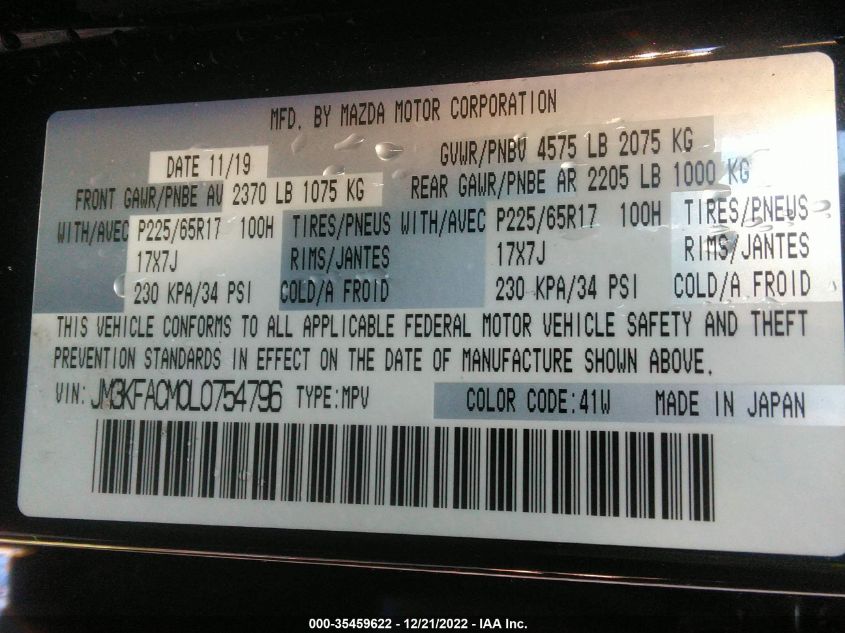 MFD. BY MAZDA MOTOR CORPORATION
DATE 11/19 GVWR/PNBV 4575 LB 2075 KG
FRONT GAWR/PNBE AV 2370 LB 1075 KG REAR GAWR/PNBE AR 2205 LB 1000 KG
WITH/AVEC P225/65R17 100H TIRES/PNEUS WITH/AVEC P225/65R17 100H TIRES/PNEUS
17X7J RIMS/JANTES 17X7J RIMS/JANTES
230 KPA/34 PSI COLD/A FROID 230 KPA/34 PSI COLD/A FROID
THIS VEHICLE CONFORMS TO ALL APPLICABLE FEDERAL MOTOR VEHICLE SAFETY AND THEFT
PREVENTION STANDARDS IN EFFECT ON THE DATE OF MANUFACTURE SHOWN ABOVE.
VIN: JM3KFACM0L0754796 TYPE:MPV COLOR CODE:41W MADE IN JAPAN
000-35459622 - 12/21/2022 - IAA Inc.